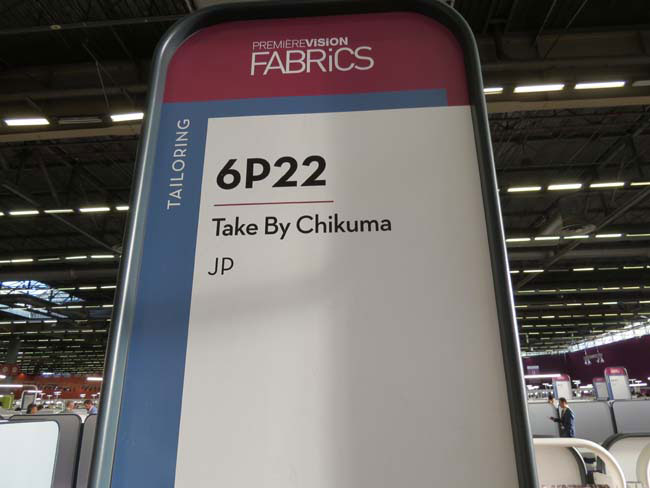 PREMIÈREVISION
FABRiCS
TAILORING
6P22
Take By Chikuma
JP